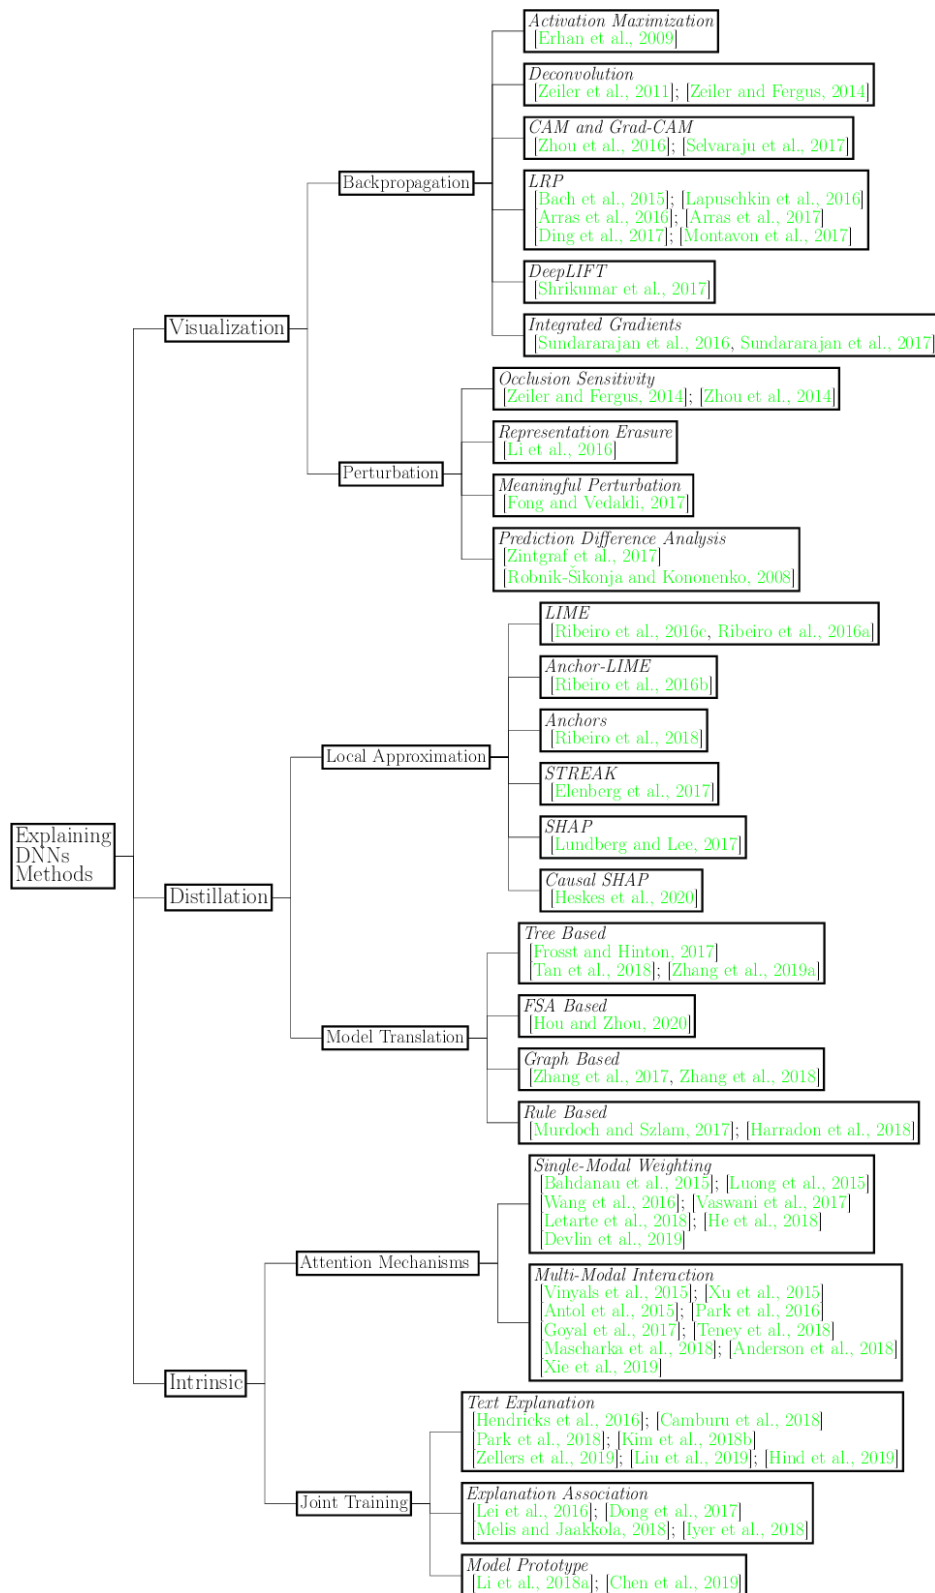 Activation Maximization
[Erhan et al., 2009]
Deconvolution
[Zeiler et al., 2011]; [Zeiler and Fergus, 2014]
CAM and Grad-CAM
[Zhou et al., 2016]; [Selvaraju et al., 2017]
Backpropagation
LRP
[Bach et al., 2015]; [Lapuschkin et al., 2016]
[Arras et al., 2016]; [Arras et al., 2017]
[Ding et al., 2017]; [Montavon et al., 2017]
DeepLIFT
[Shrikumar et al., 2017]
Visualization
Integrated Gradients
[Sundararajan et al., 2016, Sundararajan et al., 2017]
Occlusion Sensitivity
[Zeiler and Fergus, 2014]; [Zhou et al., 2014]
Representation Erasure
[Li et al., 2016]
Perturbation
Meaningful Perturbation
[Fong and Vedaldi, 2017]
Prediction Difference Analysis
[Zintgraf et al., 2017]
[Robnik-Šikonja and Kononenko, 2008]
LIME
[Ribeiro et al., 2016c, Ribeiro et al., 2016a]
Anchor-LIME
[Ribeiro et al., 2016b]
Anchors
[Ribeiro et al., 2018]
Local Approximation
STREAK
[Elenberg et al., 2017]
SHAP
[Lundberg and Lee, 2017]
Explaining
DNNs
Methods
Causal SHAP
[Heskes et al., 2020]
Distillation
Tree Based
[Frosst and Hinton, 2017]
[Tan et al., 2018]; [Zhang et al., 2019a]
FSA Based
[Hou and Zhou, 2020]
Model Translation
Graph Based
[Zhang et al., 2017, Zhang et al., 2018]
Rule Based
[Murdoch and Szlam, 2017]; [Harradon et al., 2018]
Single-Modal Weighting
[Bahdanau et al., 2015]; [Luong et al., 2015]
[Wang et al., 2016]; [Vaswani et al., 2017]
[Letarte et al., 2018]; [He et al., 2018]
[Devlin et al., 2019]
Attention Mechanisms
Multi-Modal Interaction
[Vinyals et al., 2015]; [Xu et al., 2015]
[Antol et al., 2015]; [Park et al., 2016]
[Goyal et al., 2017]; [Teney et al., 2018]
[Mascharka et al., 2018]; [Anderson et al., 2018]
[Xie et al., 2019]
Intrinsic
Text Explanation
[Hendricks et al., 2016]; [Camburu et al., 2018]
[Park et al., 2018]; [Kim et al., 2018b]
[Zellers et al., 2019]; [Liu et al., 2019]; [Hind et al., 2019]
Joint Training
Explanation Association
[Lei et al., 2016]; [Dong et al., 2017]
[Melis and Jaakkola, 2018]; [Iyer et al., 2018]
Model Prototype
[Li et al., 2018a]; [Chen et al., 2019]